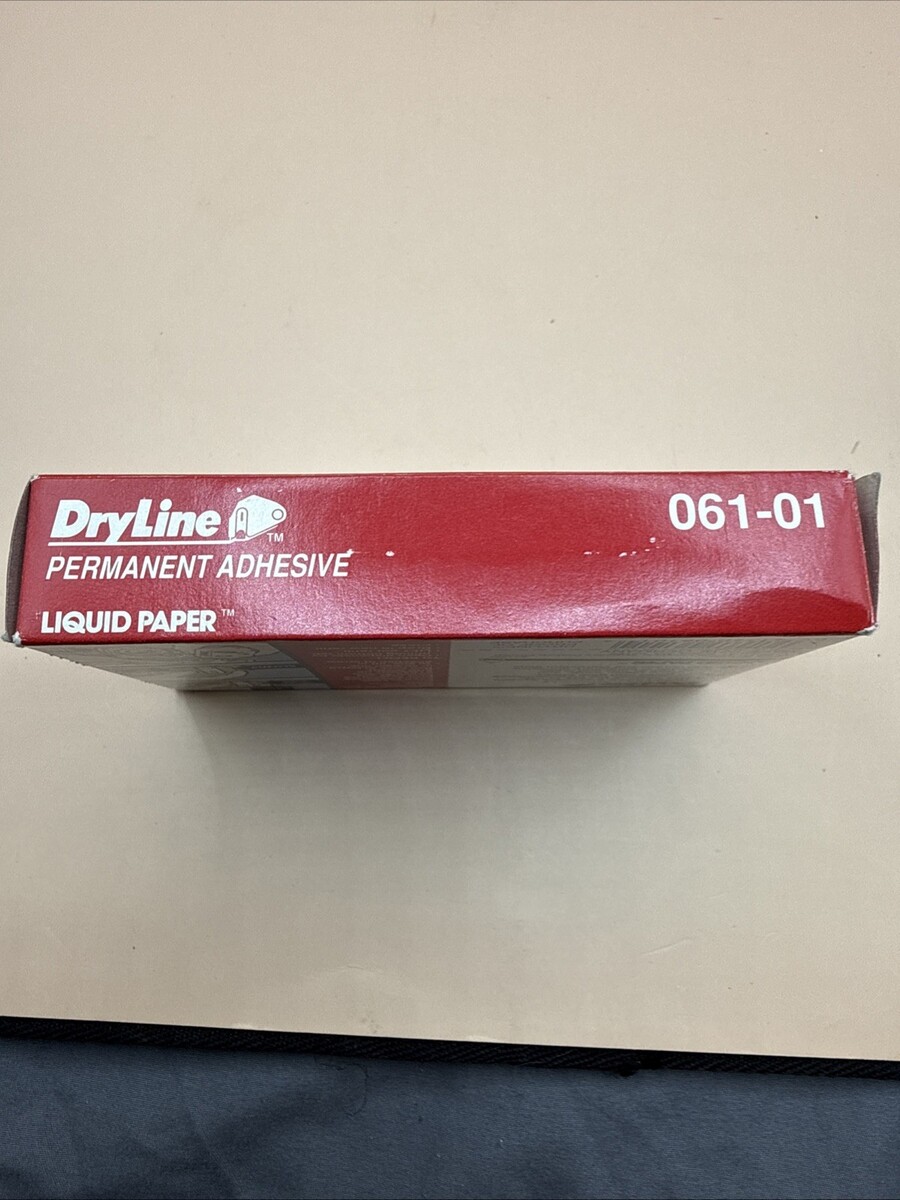 DryLine™ 061-01
PERMANENT ADHESIVE
LIQUID PAPER™